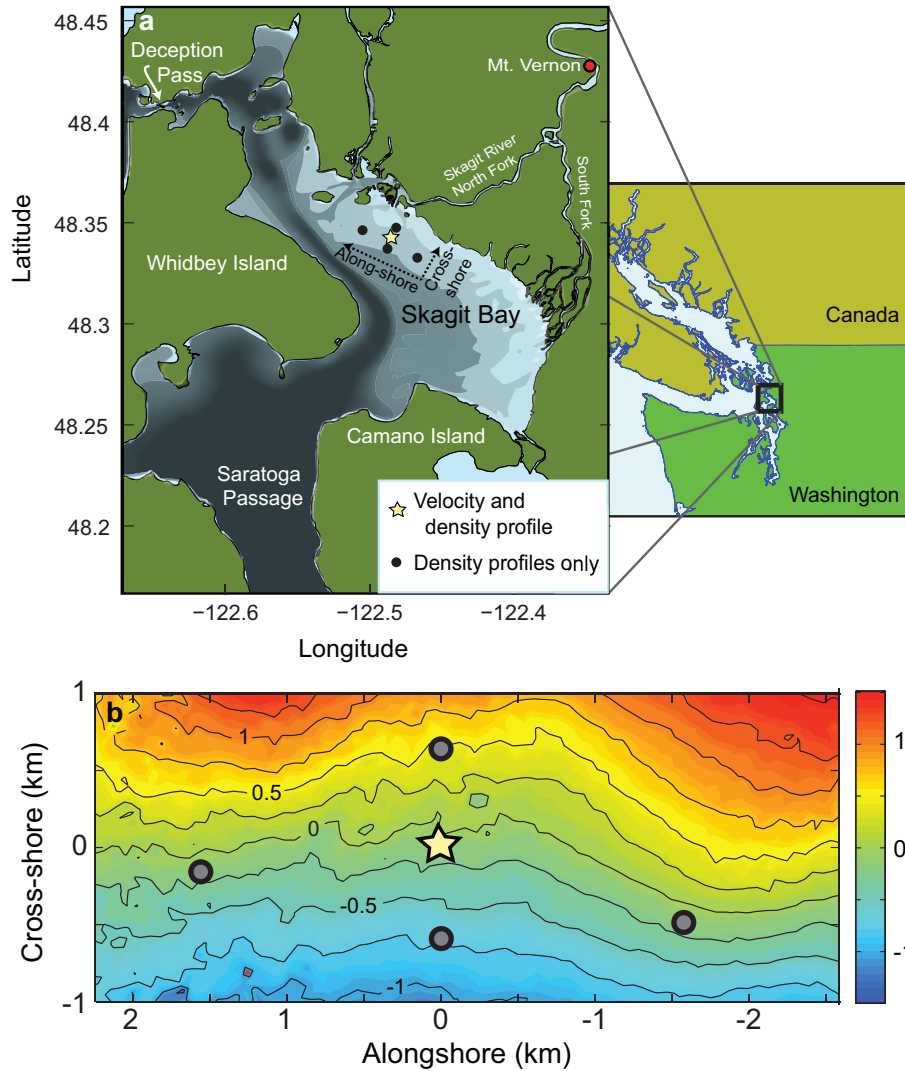 a
48.45
48.4
48.35
48.3
48.25
48.2
Latitude
Deception
Pass
Mt. Vernon
Skagit River
North Fork
South Fork
Whidbey Island
Along-shore
Cross-
shore
Skagit Bay
Camano Island
Saratoga
Passage
Velocity and
density profile
Density profiles only
−122.6
−122.5
−122.4
Longitude
Canada
Washington
b
1
0
-1
Cross-shore (km)
1
0.5
0
-0.5
-1
2
1
0
-1
-2
Alongshore (km)
1
0
-1